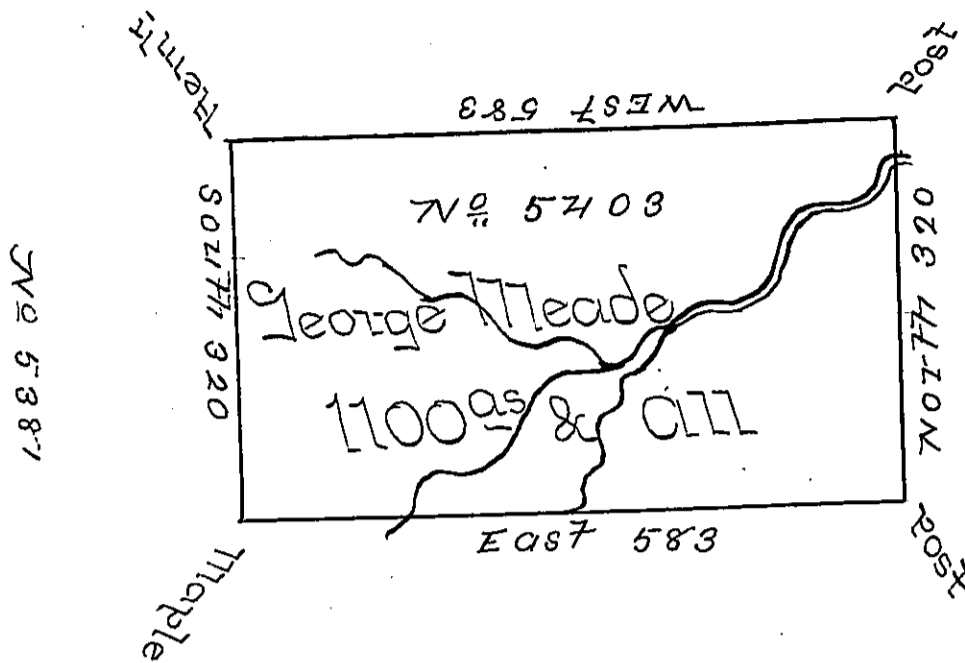 Post
West 583
Nº 5403
South 320
North 320
George Meade
1100as & all
East 583
Maple
Post
Nº 5381